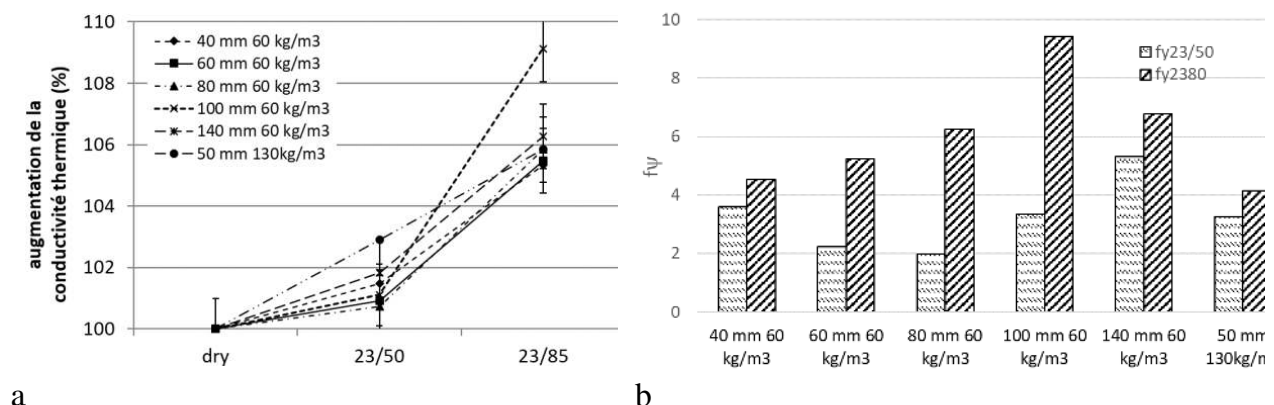 110
108
106
104
102
100
augmentation de la
conductivité thermique (%)
40 mm 60 kg/m3
60 mm 60 kg/m3
80 mm 60 kg/m3
100 mm 60 kg/m3
140 mm 60 kg/m3
50 mm 130kg/m3
dry 23/50 23/85
a
10
8
6
4
2
0
fψ
fy23/50
fy2380
40 mm 60 60 mm 60 80 mm 60 100 mm 60 140 mm 60 50 mm
kg/m3 kg/m3 kg/m3 kg/m3 kg/m3 130kg/m
b